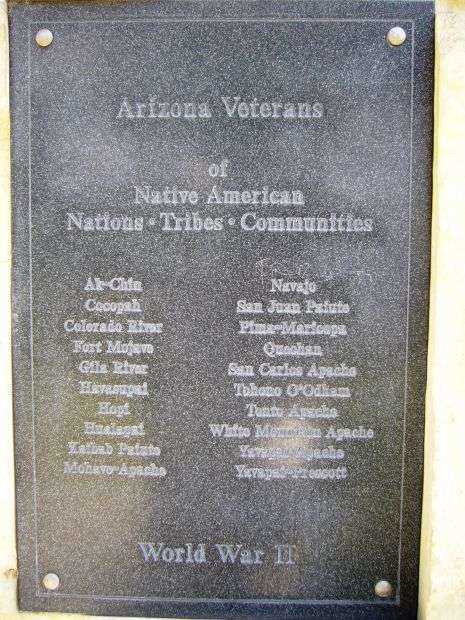 Arizona Veterans
of
Native American
Nations · Tribes · Communities
Ak-Chin
Cocopah
Colorado River
Fort Mojave
Gila River
Havasupai
Hopi
Hualapai
Kaibab Paiute
Mohave-Apache
Navajo
San Juan Paiute
Pima-Maricopa
Quechan
San Carlos Apache
Tohono O'Odham
Tonto Apache
White Mountain Apache
Yavapai-Apache
Yavapai-Prescott
World War II